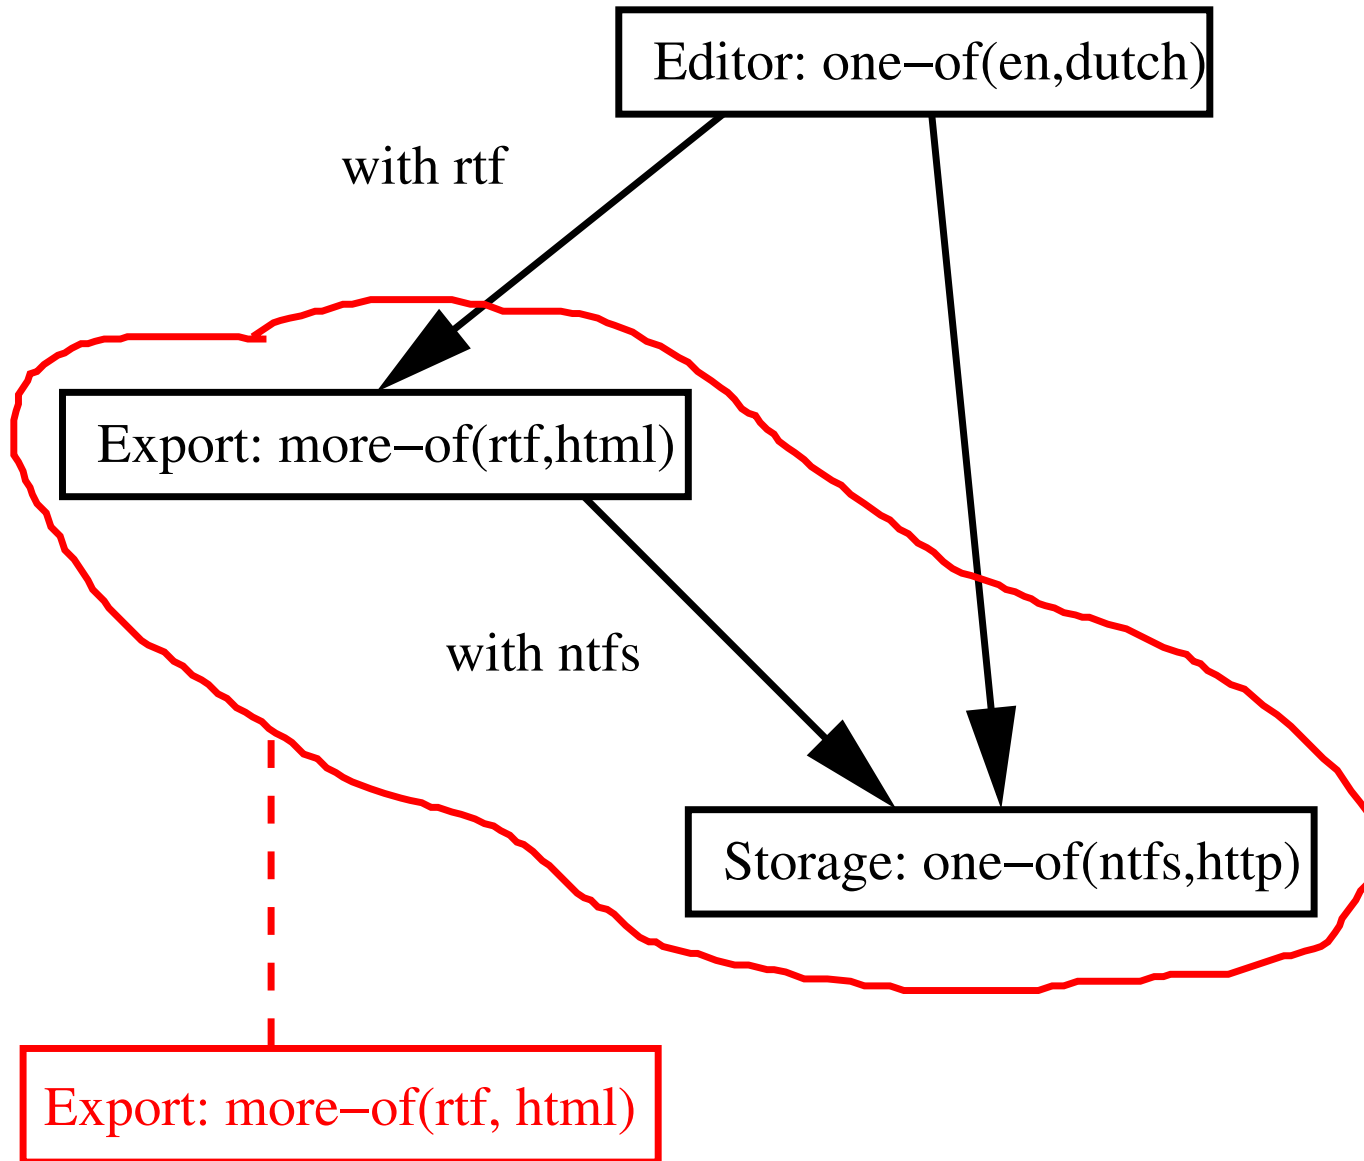 Editor: one−of(en,dutch)
with rtf
Export: more−of(rtf,html)
with ntfs
Storage: one−of(ntfs,http)
Export: more−of(rtf, html)